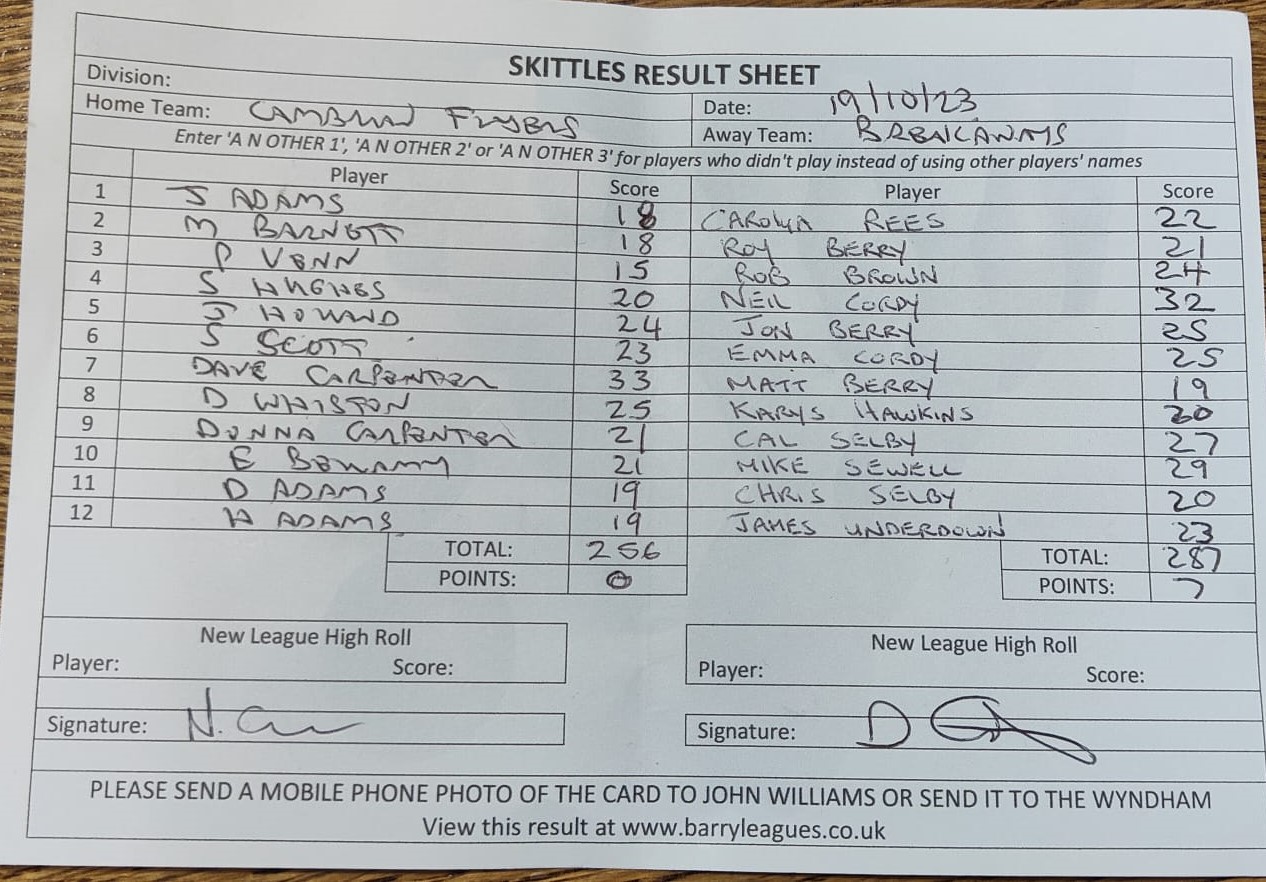 SKITTLES RESULT SHEET
Division:
Home Team: CAMBRIAN FLYERS Date: 19/10/23
Away Team: BREAKAWAYS
Enter 'A N OTHER 1', 'A N OTHER 2' or 'A N OTHER 3' for players who didn't play instead of using other players' names
Player Score Player Score
1 J ADAMS 18 CAROLYN REES 22
2 M BARNETT 18 ROY BERRY 21
3 P VENN 15 ROB BROWN 24
4 S HUGHES 20 NEIL CORDY 32
5 J HOWARD 24 JON BERRY 25
6 S SCOTT 23 EMMA CORDY 25
7 DAVE CARPENTER 33 MATT BERRY 19
8 D WHISTON 25 KARYS HAWKINS 20
9 DONNA CARPENTER 21 CAL SELBY 27
10 E 21 MIKE SEWELL 29
11 D ADAMS 19 CHRIS SELBY 20
12 H ADAMS 19 JAMES UNDERDOWN 23
TOTAL: 256 TOTAL: 287
POINTS: 0 POINTS: 7
New League High Roll New League High Roll
Player: Score: Player: Score:
Signature: Signature:
PLEASE SEND A MOBILE PHONE PHOTO OF THE CARD TO JOHN WILLIAMS OR SEND IT TO THE WYNDHAM
View this result at www.barryleagues.co.uk